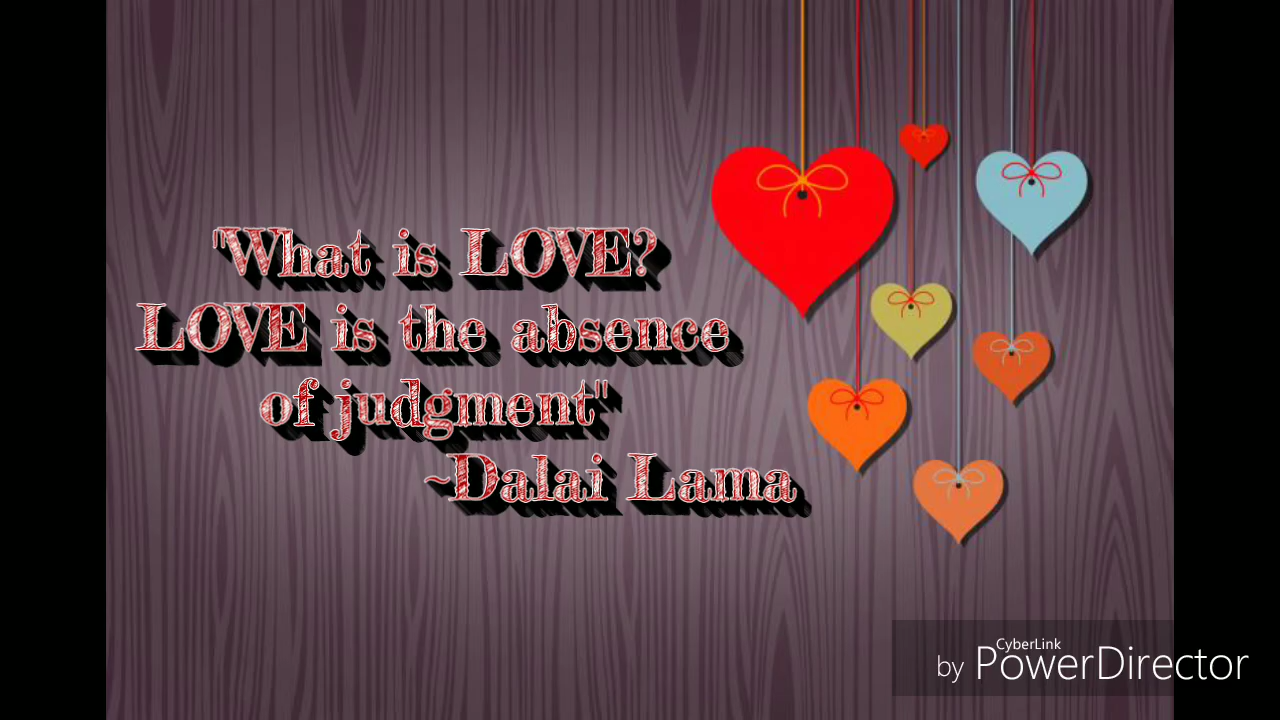 "What is LOVE?
LOVE is the absence
of judgment"
~Dalai Lama
CyberLink
by PowerDirector